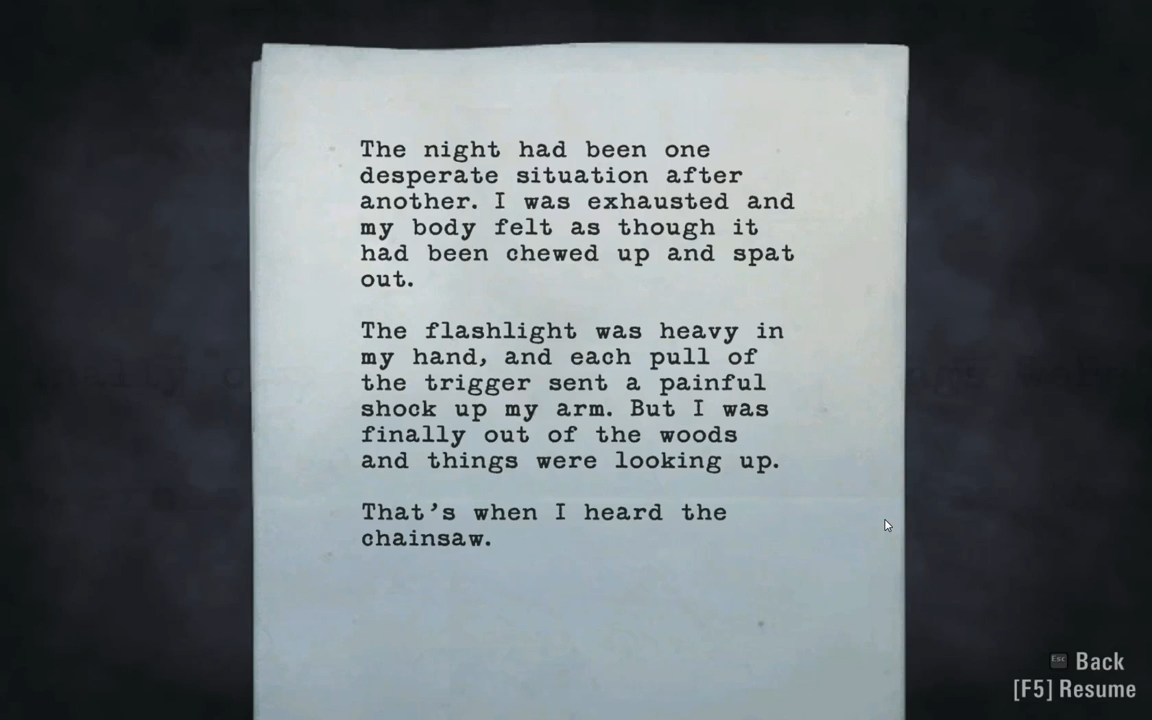 The night had been one
desperate situation after
another. I was exhausted and
my body felt as though it
had been chewed up and spat
out.
The flashlight was heavy in
my hand, and each pull of
the trigger sent a painful
shock up my arm. But I was
finally out of the woods
and things were looking up.
That's when I heard the
chainsaw.
Esc Back
[F5] Resume